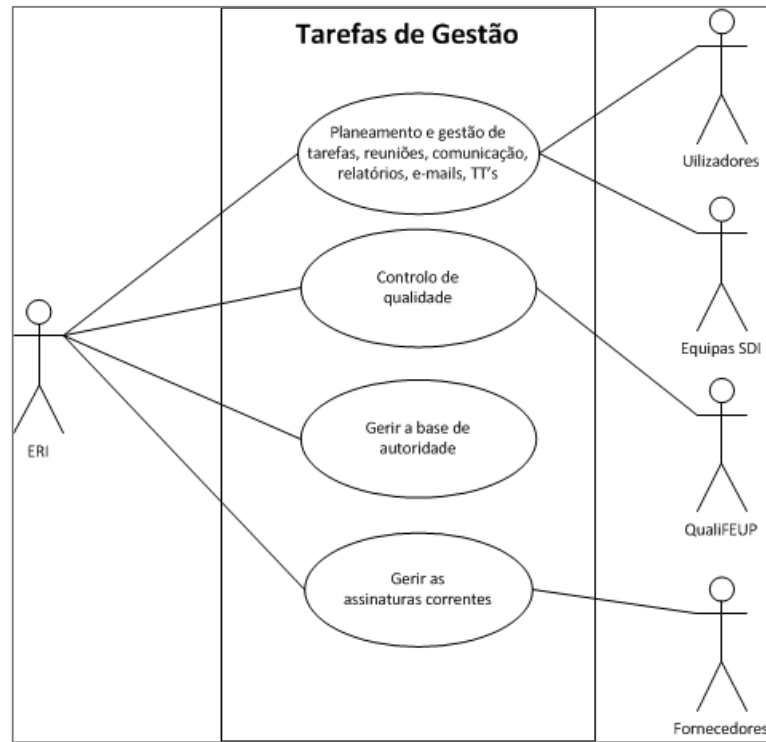 Tarefas de Gestão
Planeamento e gestão de
tarefas, reuniões, comunicação,
relatórios, e-mails, TT's
Uilizadores
Controlo de
qualidade
Equipas SDI
ERI
Gerir a base de
autoridade
QualiFEUP
Gerir as
assinaturas correntes
Fornecedores